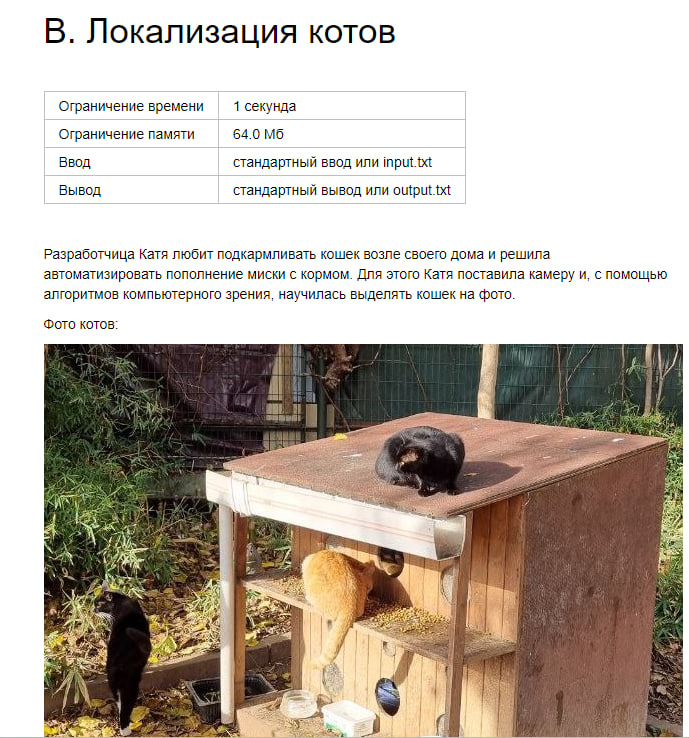 B. Локализация котов
Ограничение времени 1 секунда
Ограничение памяти 64.0 Мб
Ввод стандартный ввод или input.txt
Вывод стандартный вывод или output.txt
Разработчица Катя любит подкармливать кошек возле своего дома и решила
автоматизировать пополнение миски с кормом. Для этого Катя поставила камеру и, с помощью
алгоритмов компьютерного зрения, научилась выделять кошек на фото.
Фото котов: